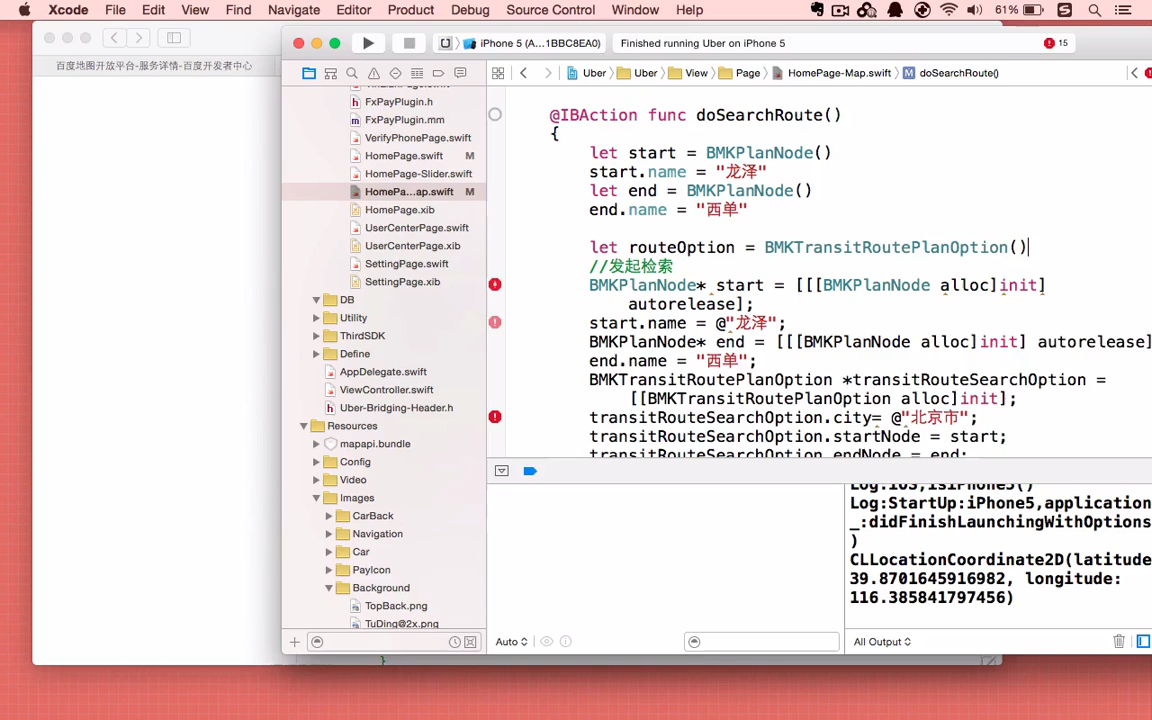 Xcode File Edit View Find Navigate Editor Product Debug Source Control Window Help 61%
iPhone 5 (A...1BBC8EA0) Finished running Uber on iPhone 5 15
百度地图开放平台-服务详情-百度开发者中心
Uber Uber View Page HomePage-Map.swift M doSearchRoute()
FxPayPlugin.h
FxPayPlugin.mm
VerifyPhonePage.swift
HomePage.swift M
HomePage-Slider.swift
HomePa...ap.swift M
HomePage.xib
UserCenterPage.swift
UserCenterPage.xib
SettingPage.swift
SettingPage.xib
DB
Utility
ThirdSDK
Define
AppDelegate.swift
ViewController.swift
Uber-Bridging-Header.h
Resources
mapapi.bundle
Config
Video
Images
CarBack
Navigation
Car
PayIcon
Background
TopBack.png
TuDing@2x.png
@IBAction func doSearchRoute()
{
let start = BMKPlanNode()
start.name = "龙泽"
let end = BMKPlanNode()
end.name = "西单"
let routeOption = BMKTransitRoutePlanOption()
//发起检索
BMKPlanNode* start = [[[BMKPlanNode alloc]init]
autorelease];
start.name = @"龙泽";
BMKPlanNode* end = [[[BMKPlanNode alloc]init] autorelease]
end.name = "西单";
BMKTransitRoutePlanOption *transitRouteSearchOption =
[[BMKTransitRoutePlanOption alloc]init];
transitRouteSearchOption.city= @"北京市";
transitRouteSearchOption.startNode = start;
transitRouteSearchOption.endNode = end;
Log:iOS,isiPhone5()
Log:StartUp:iPhone5,application
_:didFinishLaunchingWithOptions
)
CLLocationCoordinate2D(latitude
39.8701645916982, longitude:
116.385841797456)
Auto
All Output
}